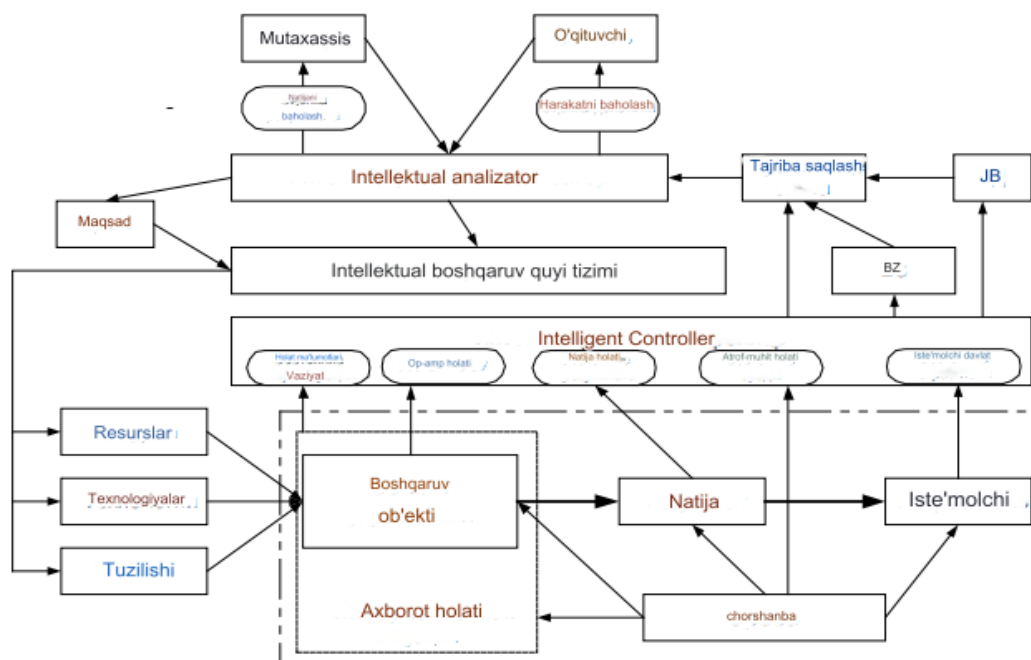 Mutaxassis
O'qituvchi
baholash
Harakatni baholash
Intellektual analizator
Tajriba saqlash
JB
Maqsad
Intellektual boshqaruv quyi tizimi
BZ
Intelligent Controller
Holat ma'lumotlari,
Vaziyat
Op-amp holati
Natija holati
Atrof-muhit holati
Iste'molchi davlat
Resurslar
Texnologiyalar
Tuzilishi
Boshqaruv
ob'ekti
Natija
Iste'molchi
Axborot holati
chorshanba